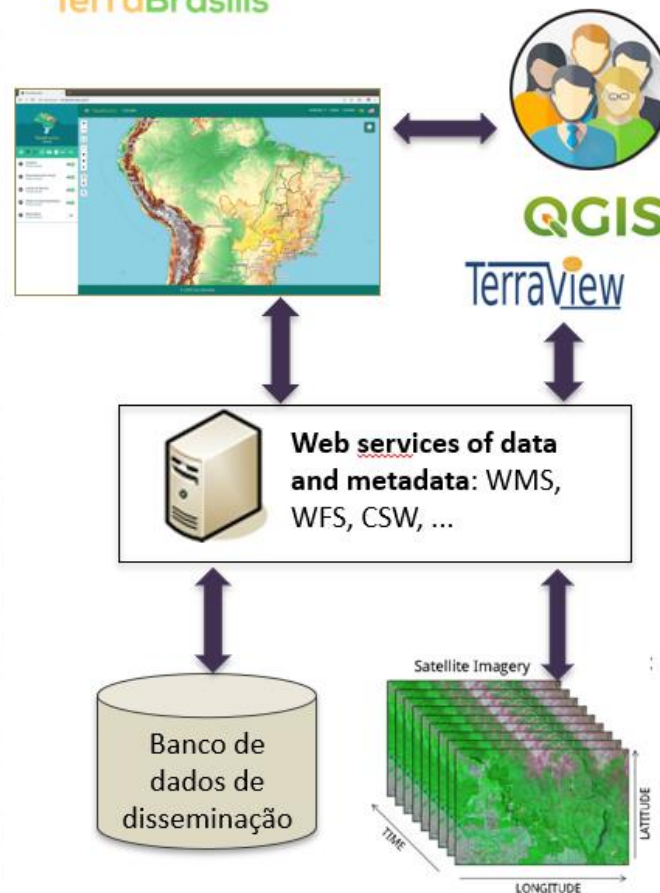 TerraBrasilis
QGIS
TerraView
Web services of data
and metadata: WMS,
WFS, CSW, ...
Satellite Imagery
Banco de
dados de
disseminação
TIME
LATITUDE
LONGITUDE